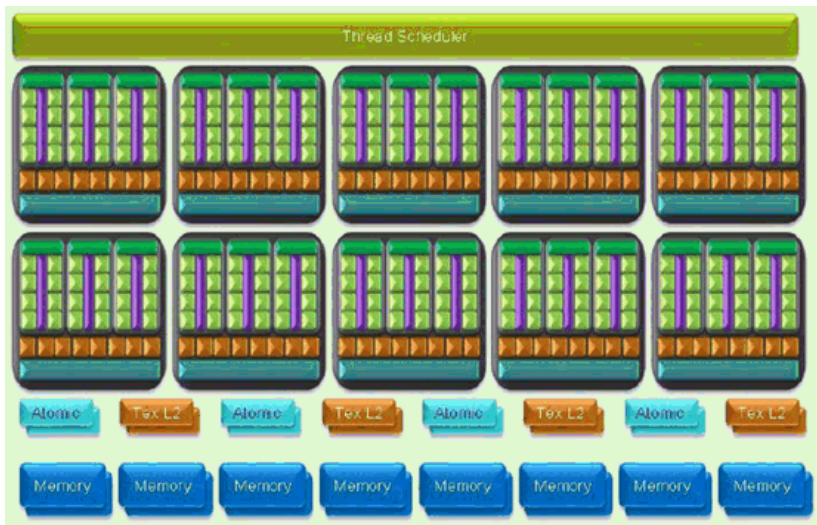 Thread Scheduler
Atomic Tex L2 Atomic Tex L2 Atomic Tex L2 Atomic Tex L2
Memory Memory Memory Memory Memory Memory Memory Memory